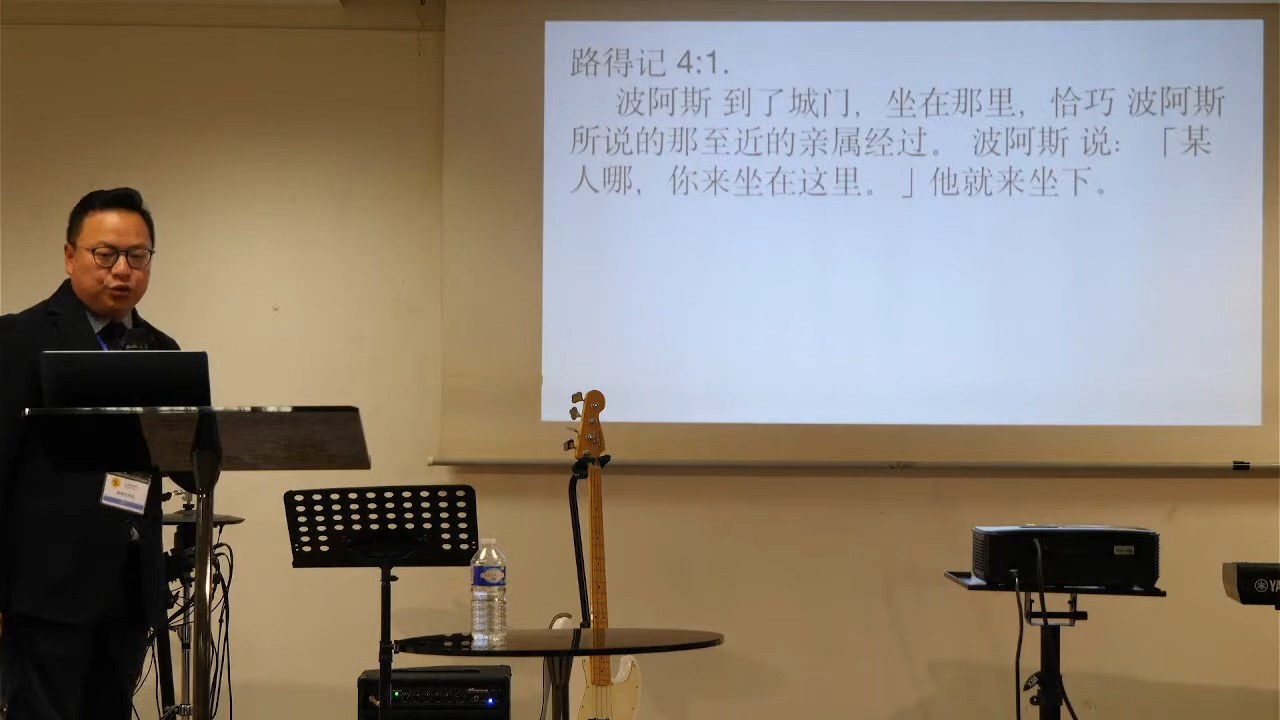 路得记 4:1.
波阿斯 到了城门，坐在那里，恰巧 波阿斯
所说的那至近的亲属经过。 波阿斯 说：「某
人哪，你来坐在这里。」他就来坐下。
YA